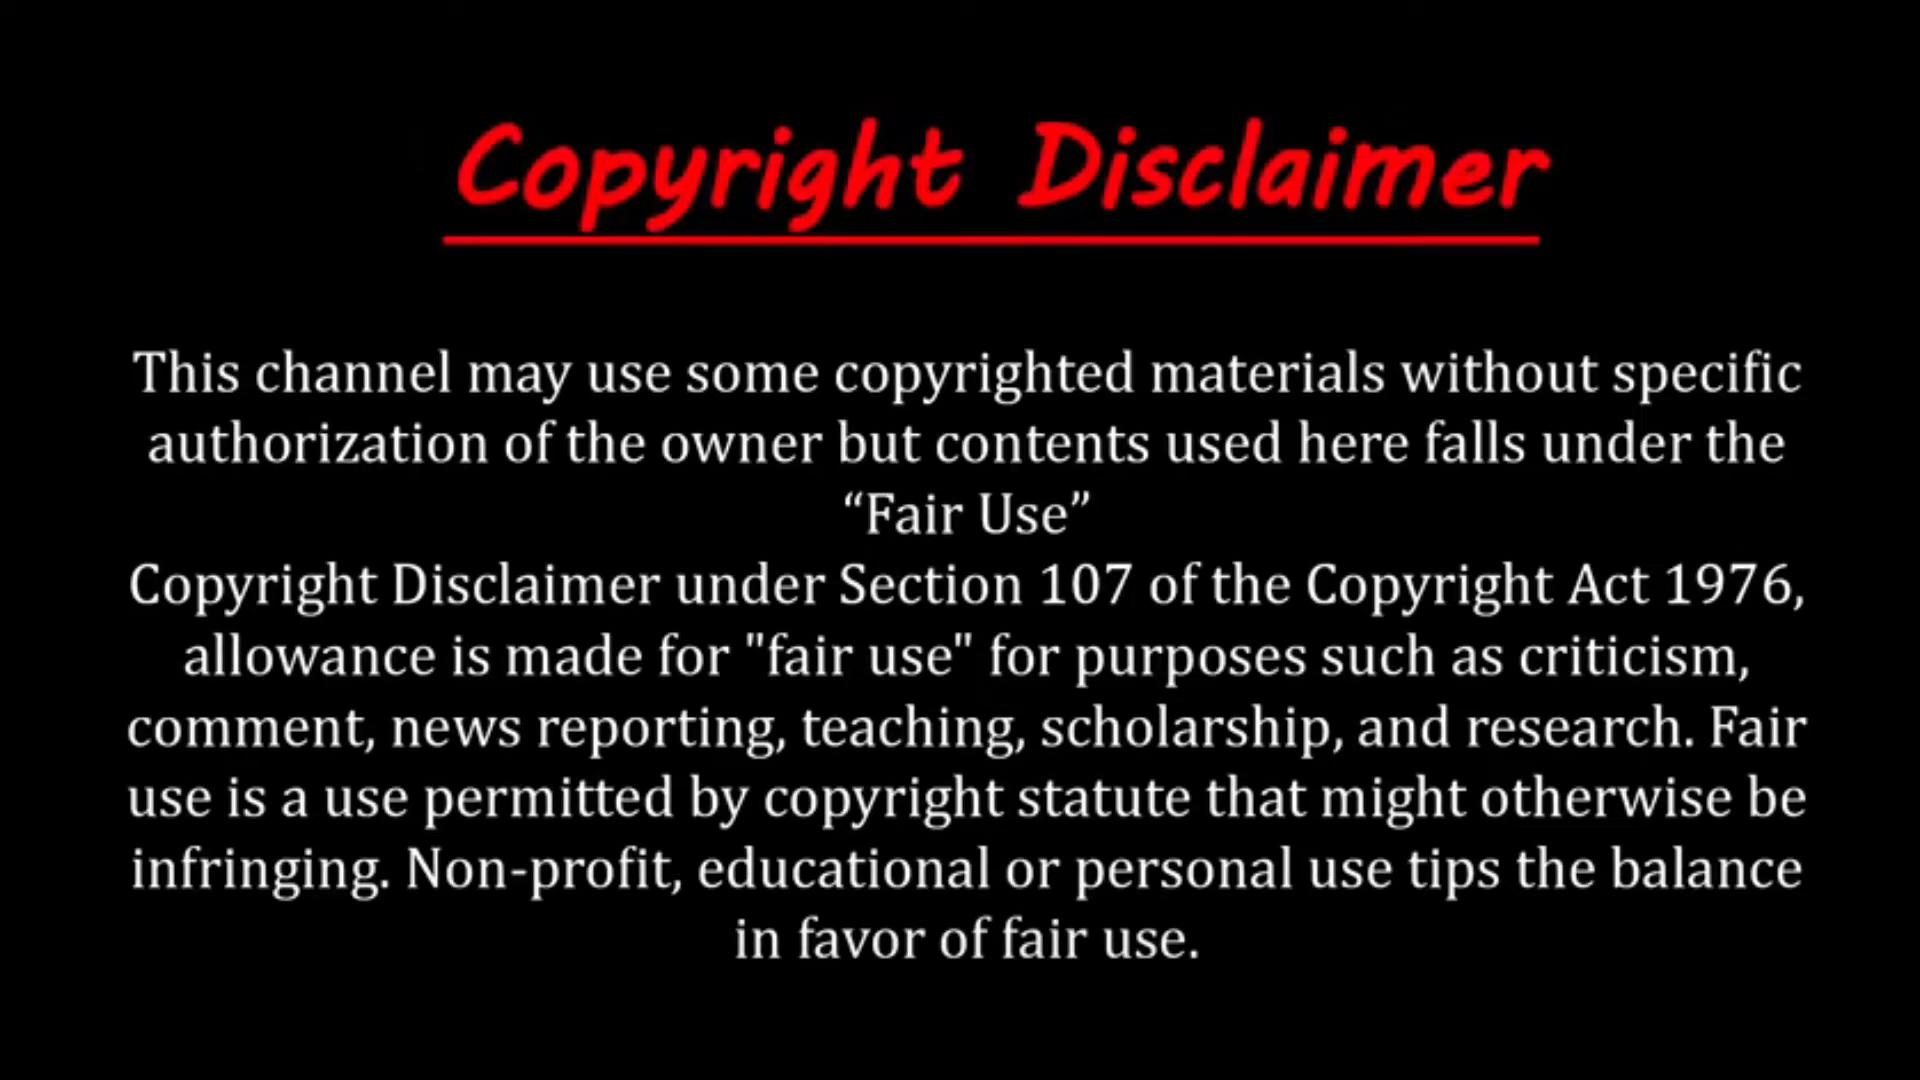 Copyright Disclaimer
This channel may use some copyrighted materials without specific
authorization of the owner but contents used here falls under the
“Fair Use”
Copyright Disclaimer under Section 107 of the Copyright Act 1976,
allowance is made for "fair use" for purposes such as criticism,
comment, news reporting, teaching, scholarship, and research. Fair
use is a use permitted by copyright statute that might otherwise be
infringing. Non-profit, educational or personal use tips the balance
in favor of fair use.